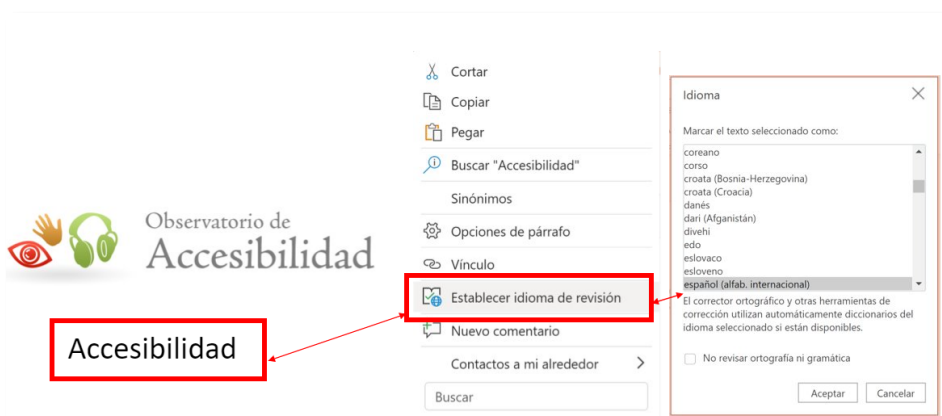 Observatorio de
Accesibilidad
Accesibilidad
Cortar
Copiar
Pegar
Buscar "Accesibilidad"
Sinónimos
Opciones de párrafo
Vínculo
Establecer idioma de revisión
Nuevo comentario
Contactos a mi alrededor
Buscar
Idioma
Marcar el texto seleccionado como:
coreano
corso
croata (Bosnia-Herzegovina)
croata (Croacia)
danés
dari (Afganistán)
divehi
edo
eslovaco
esloveno
español (alfab. internacional)
El corrector ortográfico y otras herramientas de
corrección utilizan automáticamente diccionarios del
idioma seleccionado si están disponibles.
No revisar ortografía ni gramática
Aceptar
Cancelar